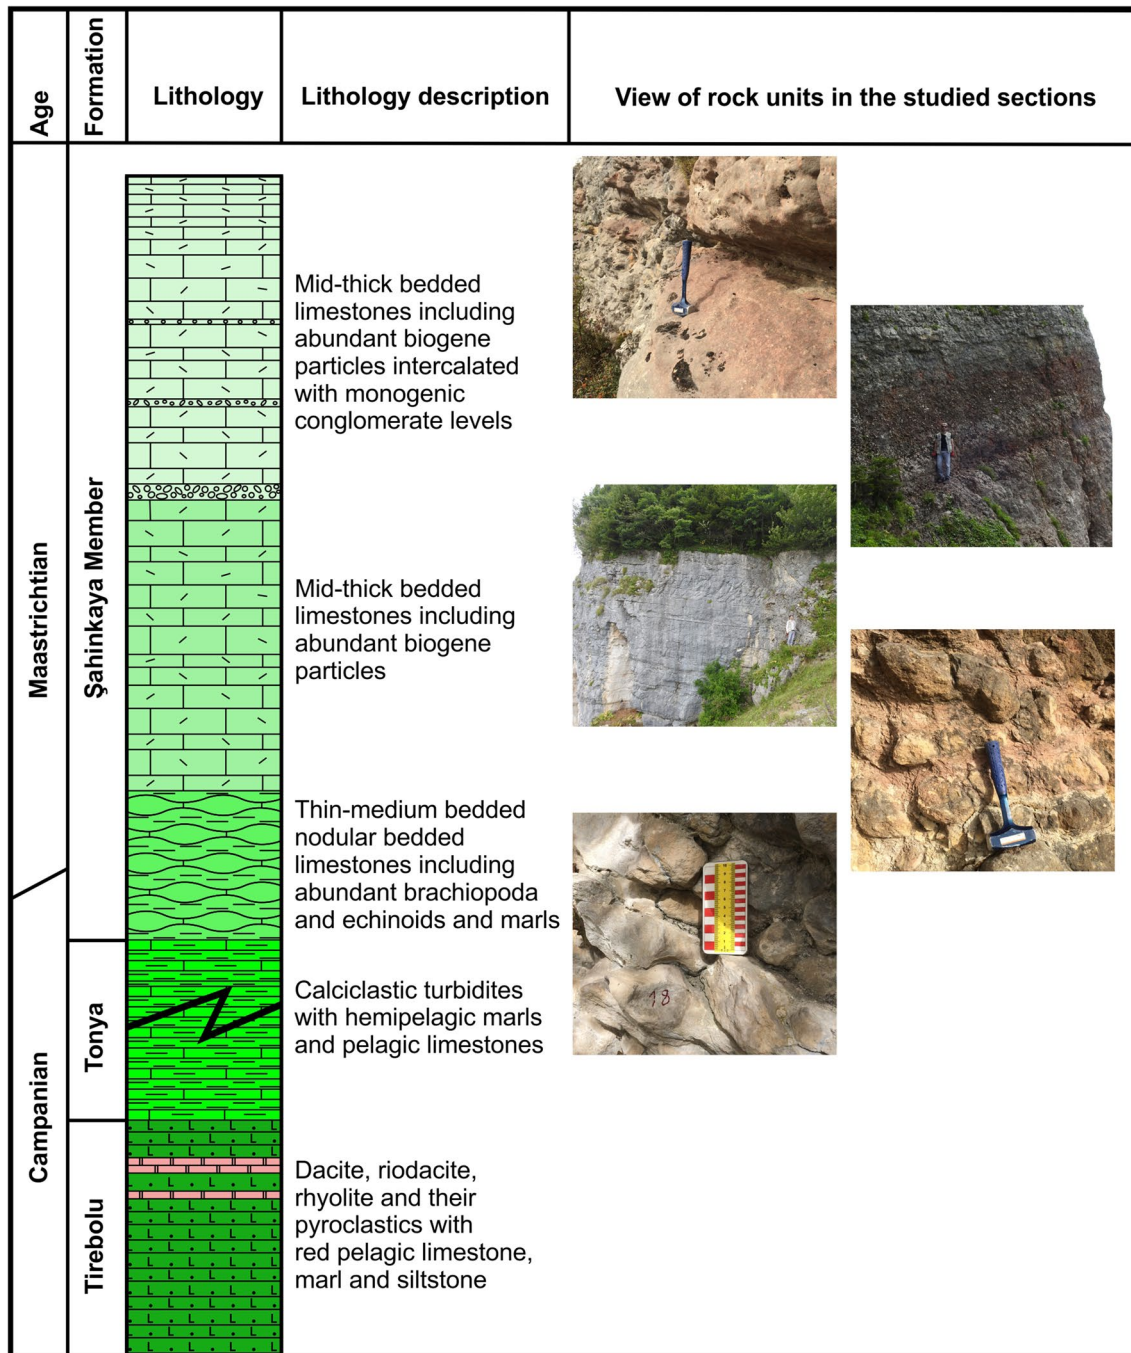 Age
Formation
Lithology
Lithology description
View of rock units in the studied sections
Maastrichtian
Campanian
Şahinkaya Member
Tonya
Tirebolu
Mid-thick bedded
limestones including
abundant biogene
particles intercalated
with monogenic
conglomerate levels
Mid-thick bedded
limestones including
abundant biogene
particles
Thin-medium bedded
nodular bedded
limestones including
abundant brachiopoda
and echinoids and marls
Calciclastic turbidites
with hemipelagic marls
and pelagic limestones
Dacite, riodacite,
rhyolite and their
pyroclastics with
red pelagic limestone,
marl and siltstone
18